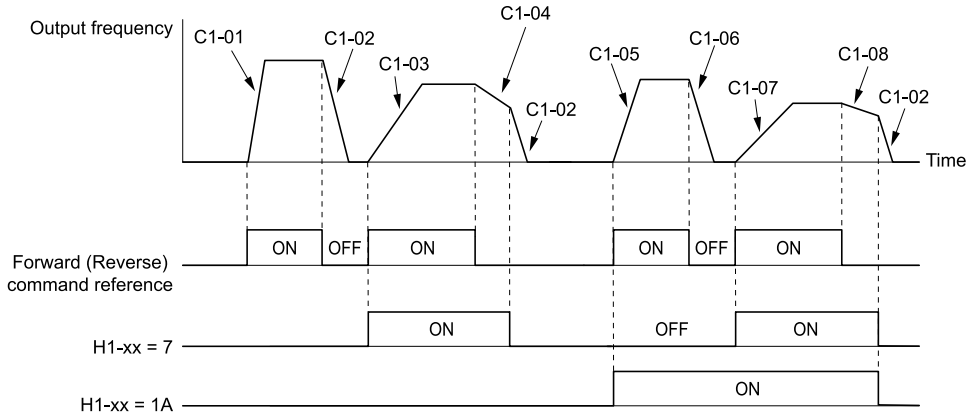 Output frequency
C1-01
C1-02
C1-03
C1-04
C1-02
C1-05
C1-06
C1-07
C1-08
C1-02
Time
Forward (Reverse)
command reference
ON
OFF
ON
ON
OFF
ON
H1-xx = 7
ON
OFF
ON
H1-xx = 1A
ON